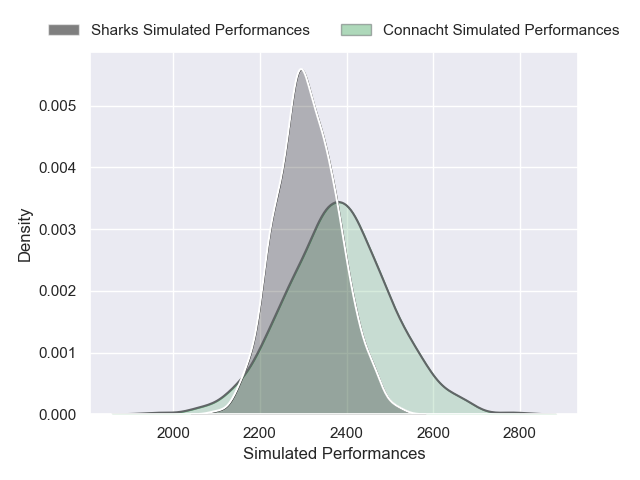 Sharks Simulated Performances
Connacht Simulated Performances
Density
0.005
0.004
0.003
0.002
0.001
0.000
2000 2200 2400 2600 2800
Simulated Performances